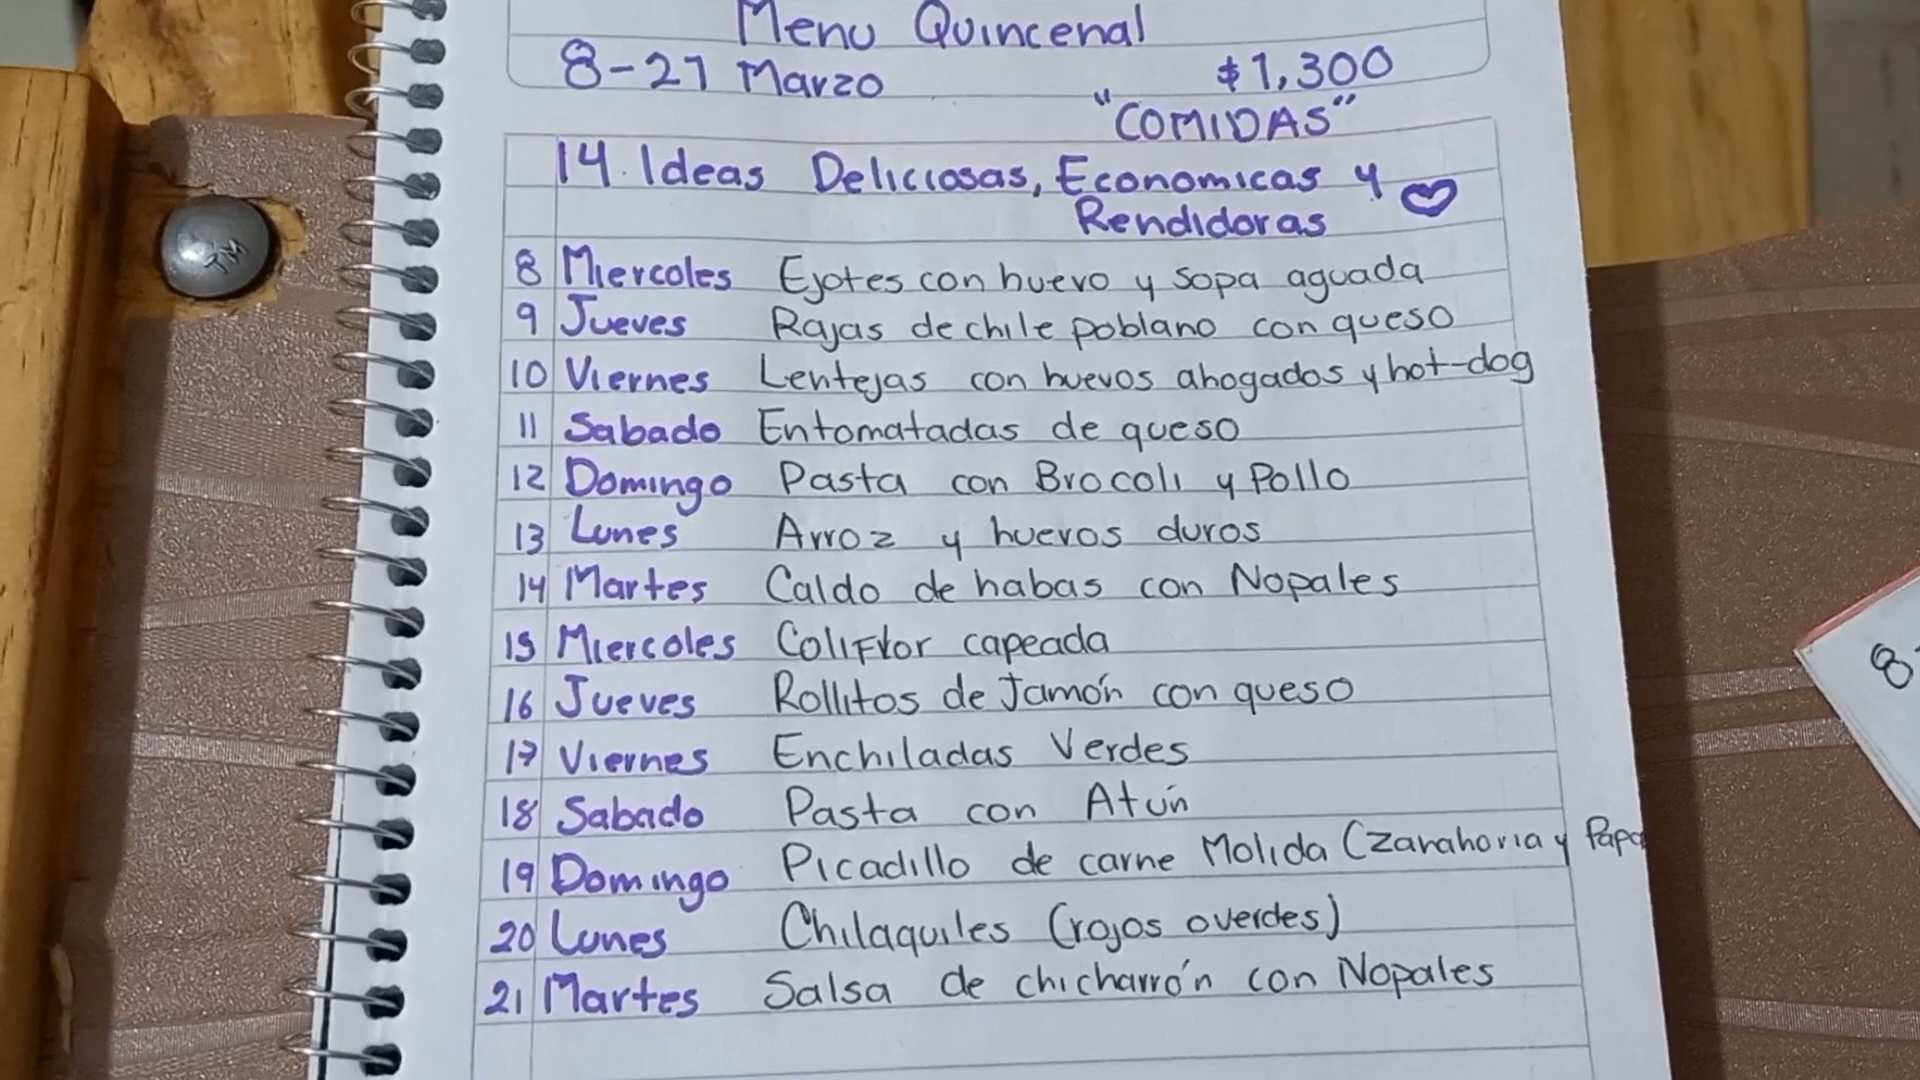 Menu Quincenal
8-21 Marzo $1,300
"COMIDAS"
14. Ideas Deliciosas, Economicas y
Rendidoras
8 Miercoles Ejotes con huevo y sopa aguada
9 Jueves Rajas de chile poblano con queso
10 Viernes Lentejas con huevos ahogados y hot-dog
11 Sabado Entomatadas de queso
12 Domingo Pasta con Brocoli y Pollo
13 Lunes Arroz y huevos duros
14 Martes Caldo de habas con Nopales
15 Miercoles Coliflor capeada
16 Jueves Rollitos de Jamón con queso
17 Viernes Enchiladas Verdes
18 Sabado Pasta con Atún
19 Domingo Picadillo de carne Molida (Zanahoria y Papa
20 Lunes Chilaquiles (rojos o verdes)
21 Martes Salsa de chicharrón con Nopales
TM
8-